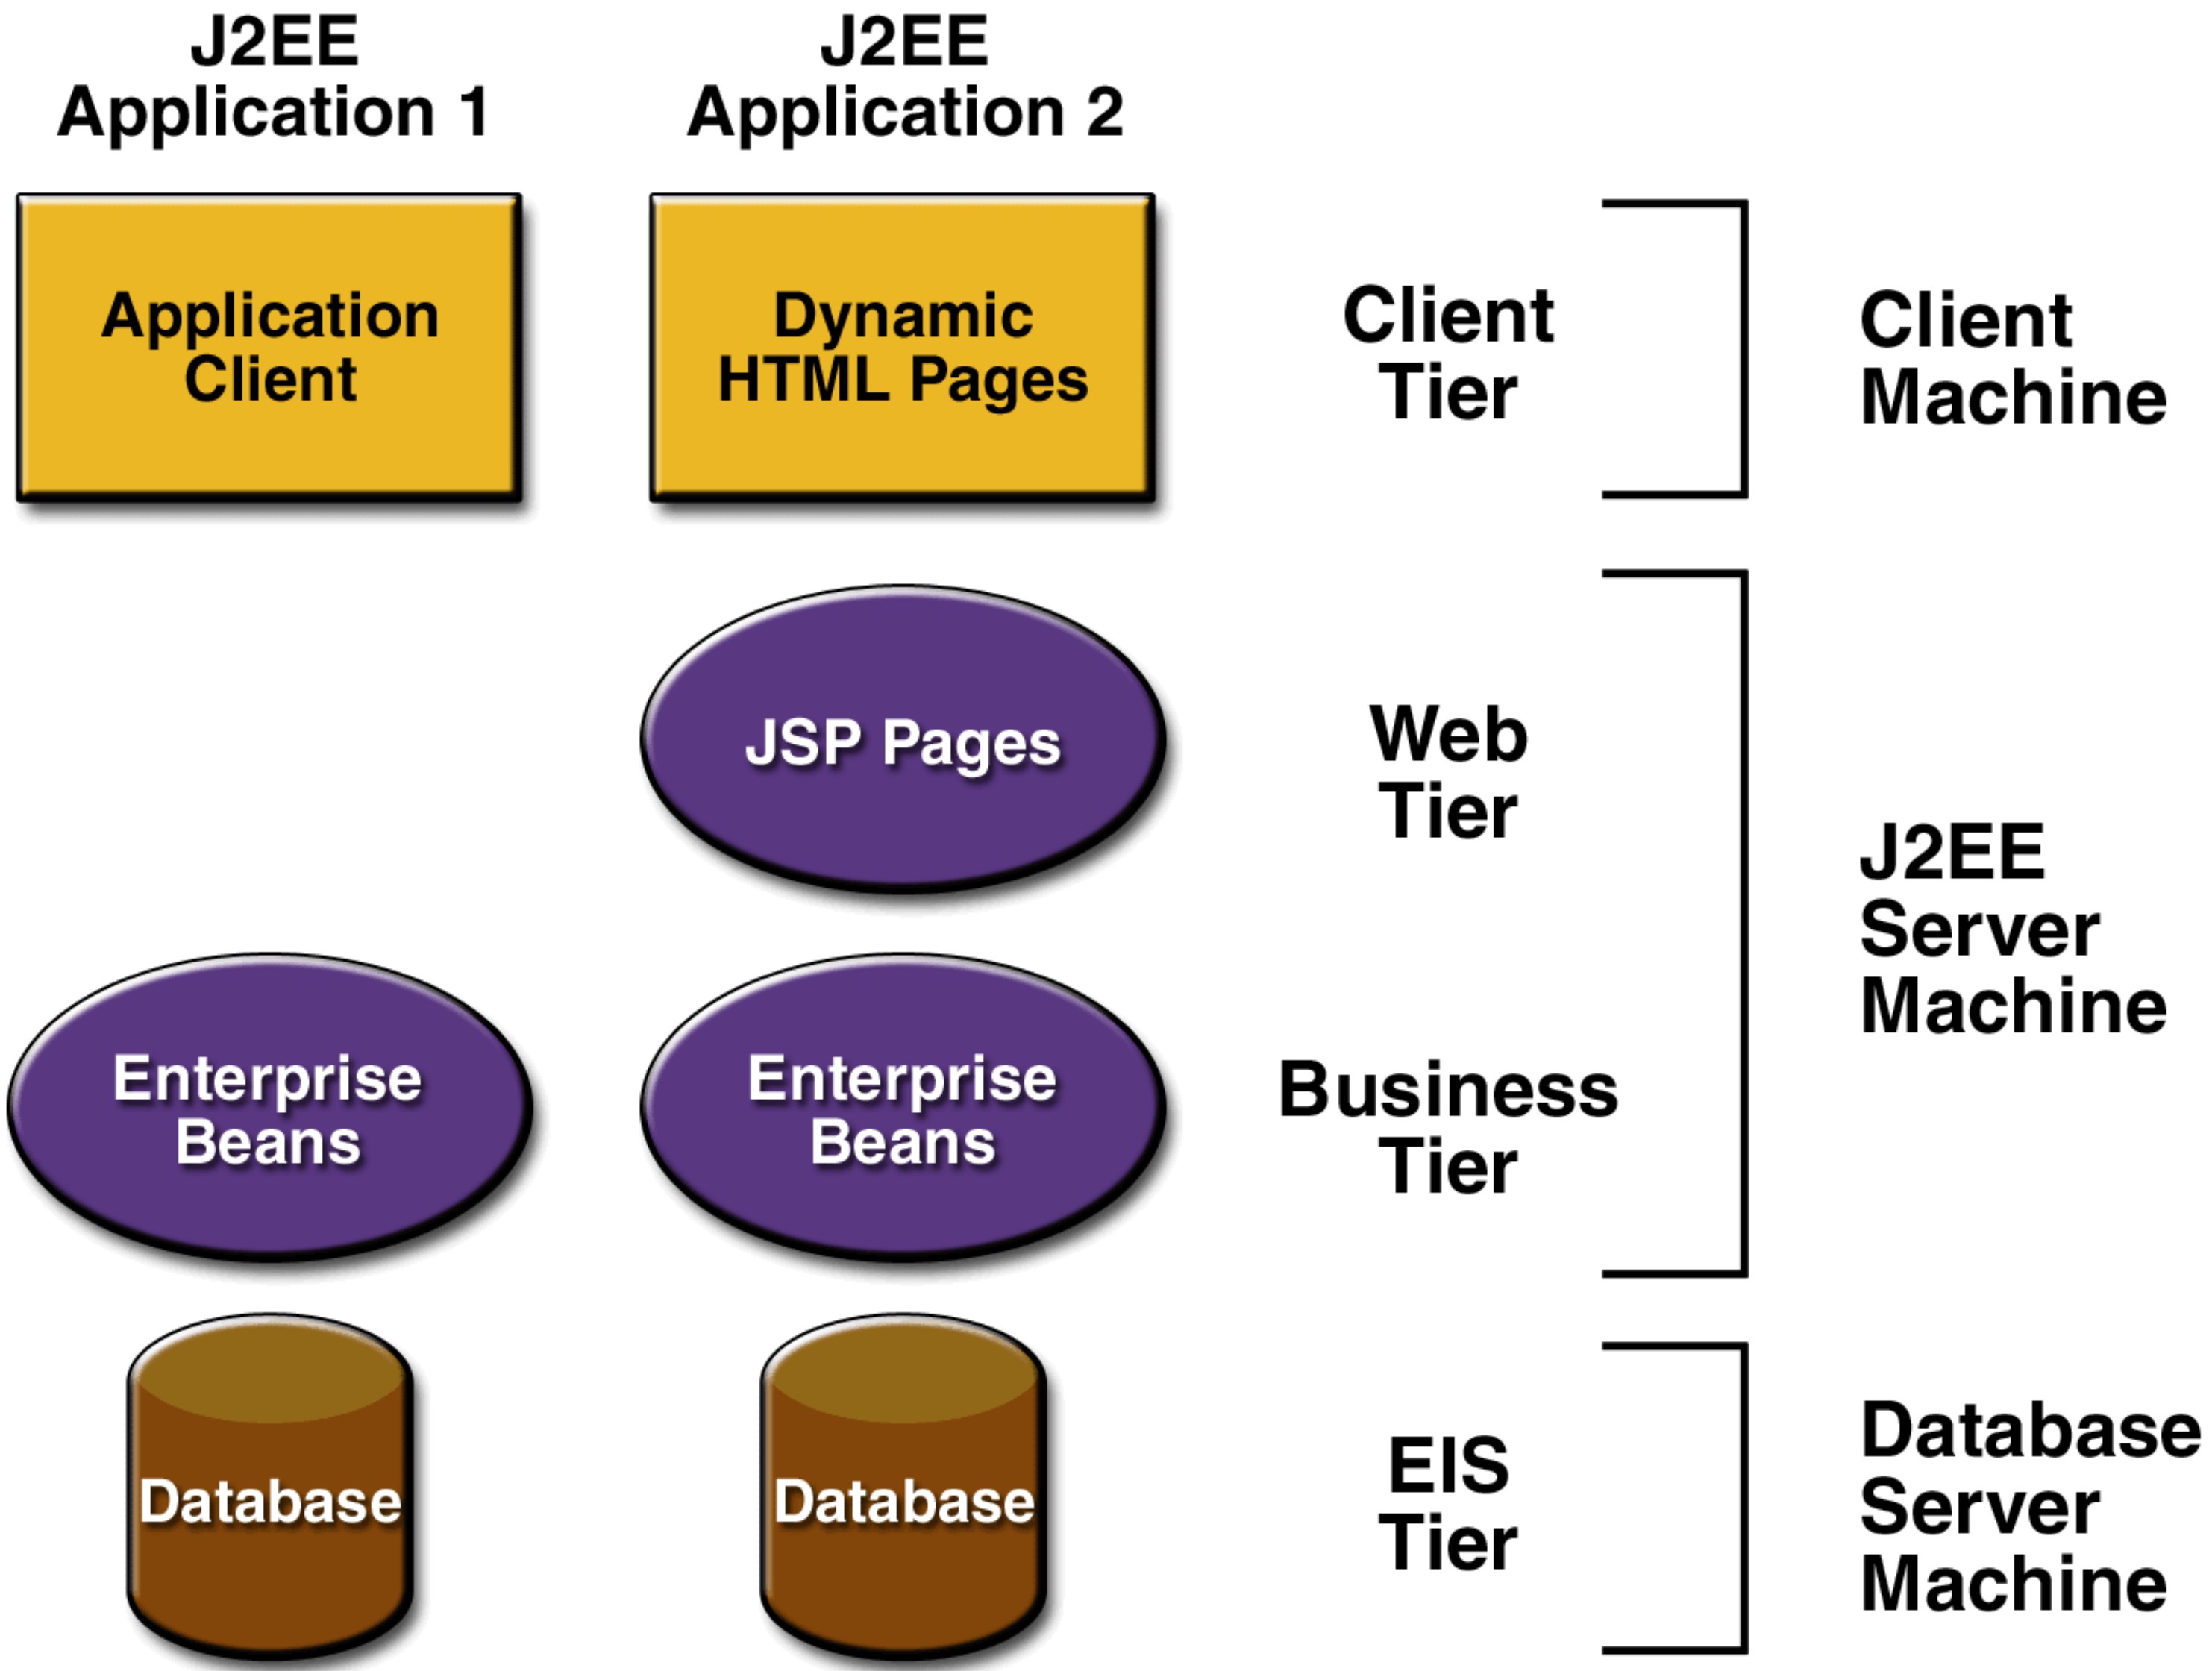 J2EE
Application 1
J2EE
Application 2
Application
Client
Dynamic
HTML Pages
Client
Tier
Client
Machine
JSP Pages
Web
Tier
J2EE
Server
Machine
Enterprise
Beans
Enterprise
Beans
Business
Tier
Database
Database
EIS
Tier
Database
Server
Machine